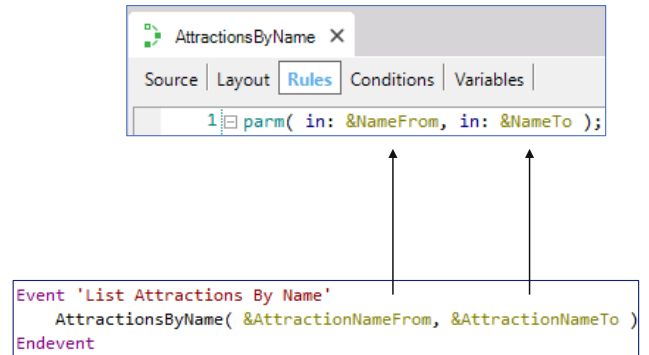 AttractionsByName ✕
Source | Layout | Rules | Conditions | Variables |
1 parm( in: &NameFrom, in: &NameTo );
Event 'List Attractions By Name'
AttractionsByName( &AttractionNameFrom, &AttractionNameTo )
Endevent